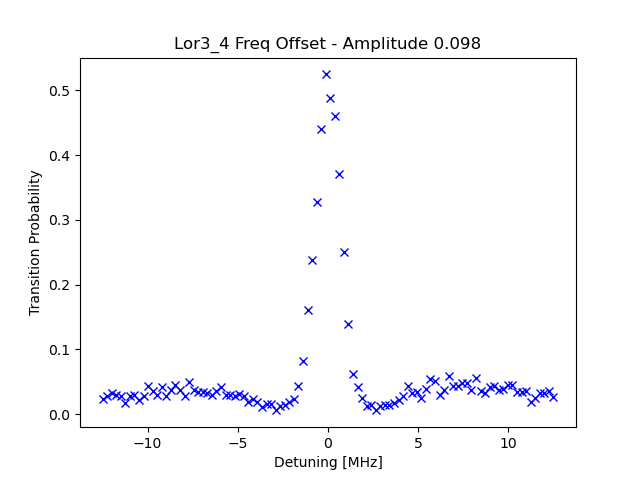 Lor3_4 Freq Offset - Amplitude 0.098
Transition Probability
0.5
0.4
0.3
0.2
0.1
0.0
−10 −5 0 5 10
Detuning [MHz]